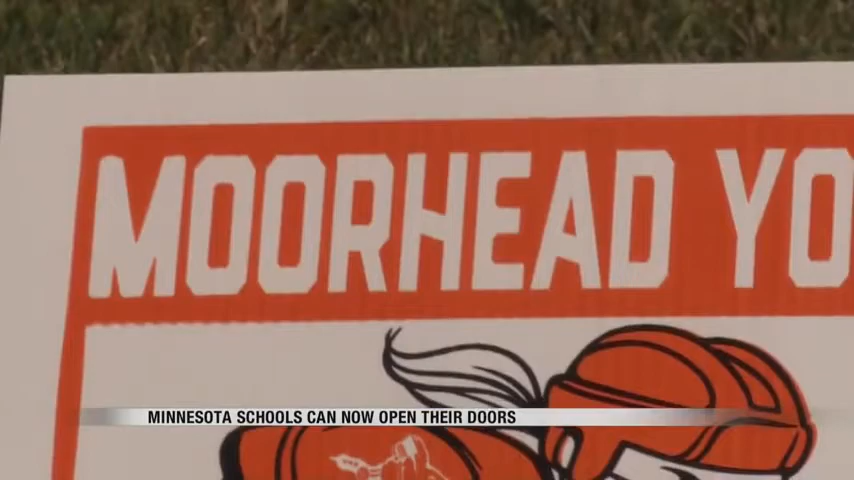 MOORHEAD YO
MINNESOTA SCHOOLS CAN NOW OPEN THEIR DOORS